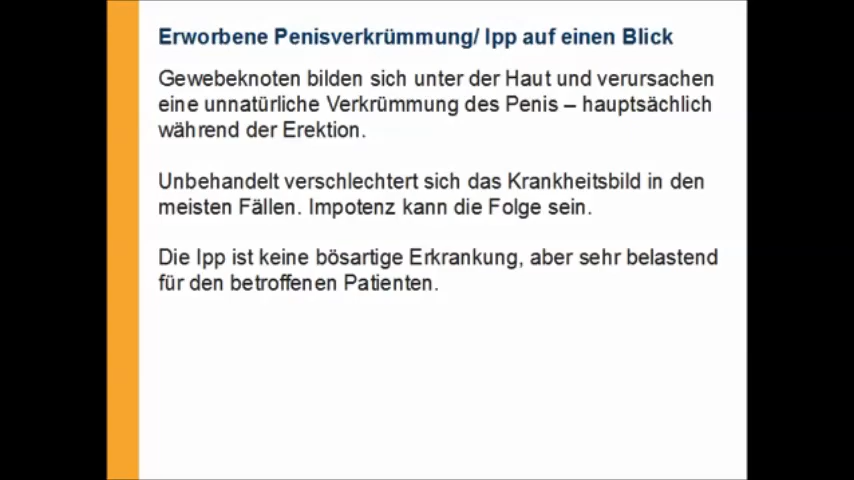 Erworbene Penisverkrümmung/ Ipp auf einen Blick
Gewebeknoten bilden sich unter der Haut und verursachen
eine unnatürliche Verkrümmung des Penis – hauptsächlich
während der Erektion.
Unbehandelt verschlechtert sich das Krankheitsbild in den
meisten Fällen. Impotenz kann die Folge sein.
Die Ipp ist keine bösartige Erkrankung, aber sehr belastend
für den betroffenen Patienten.